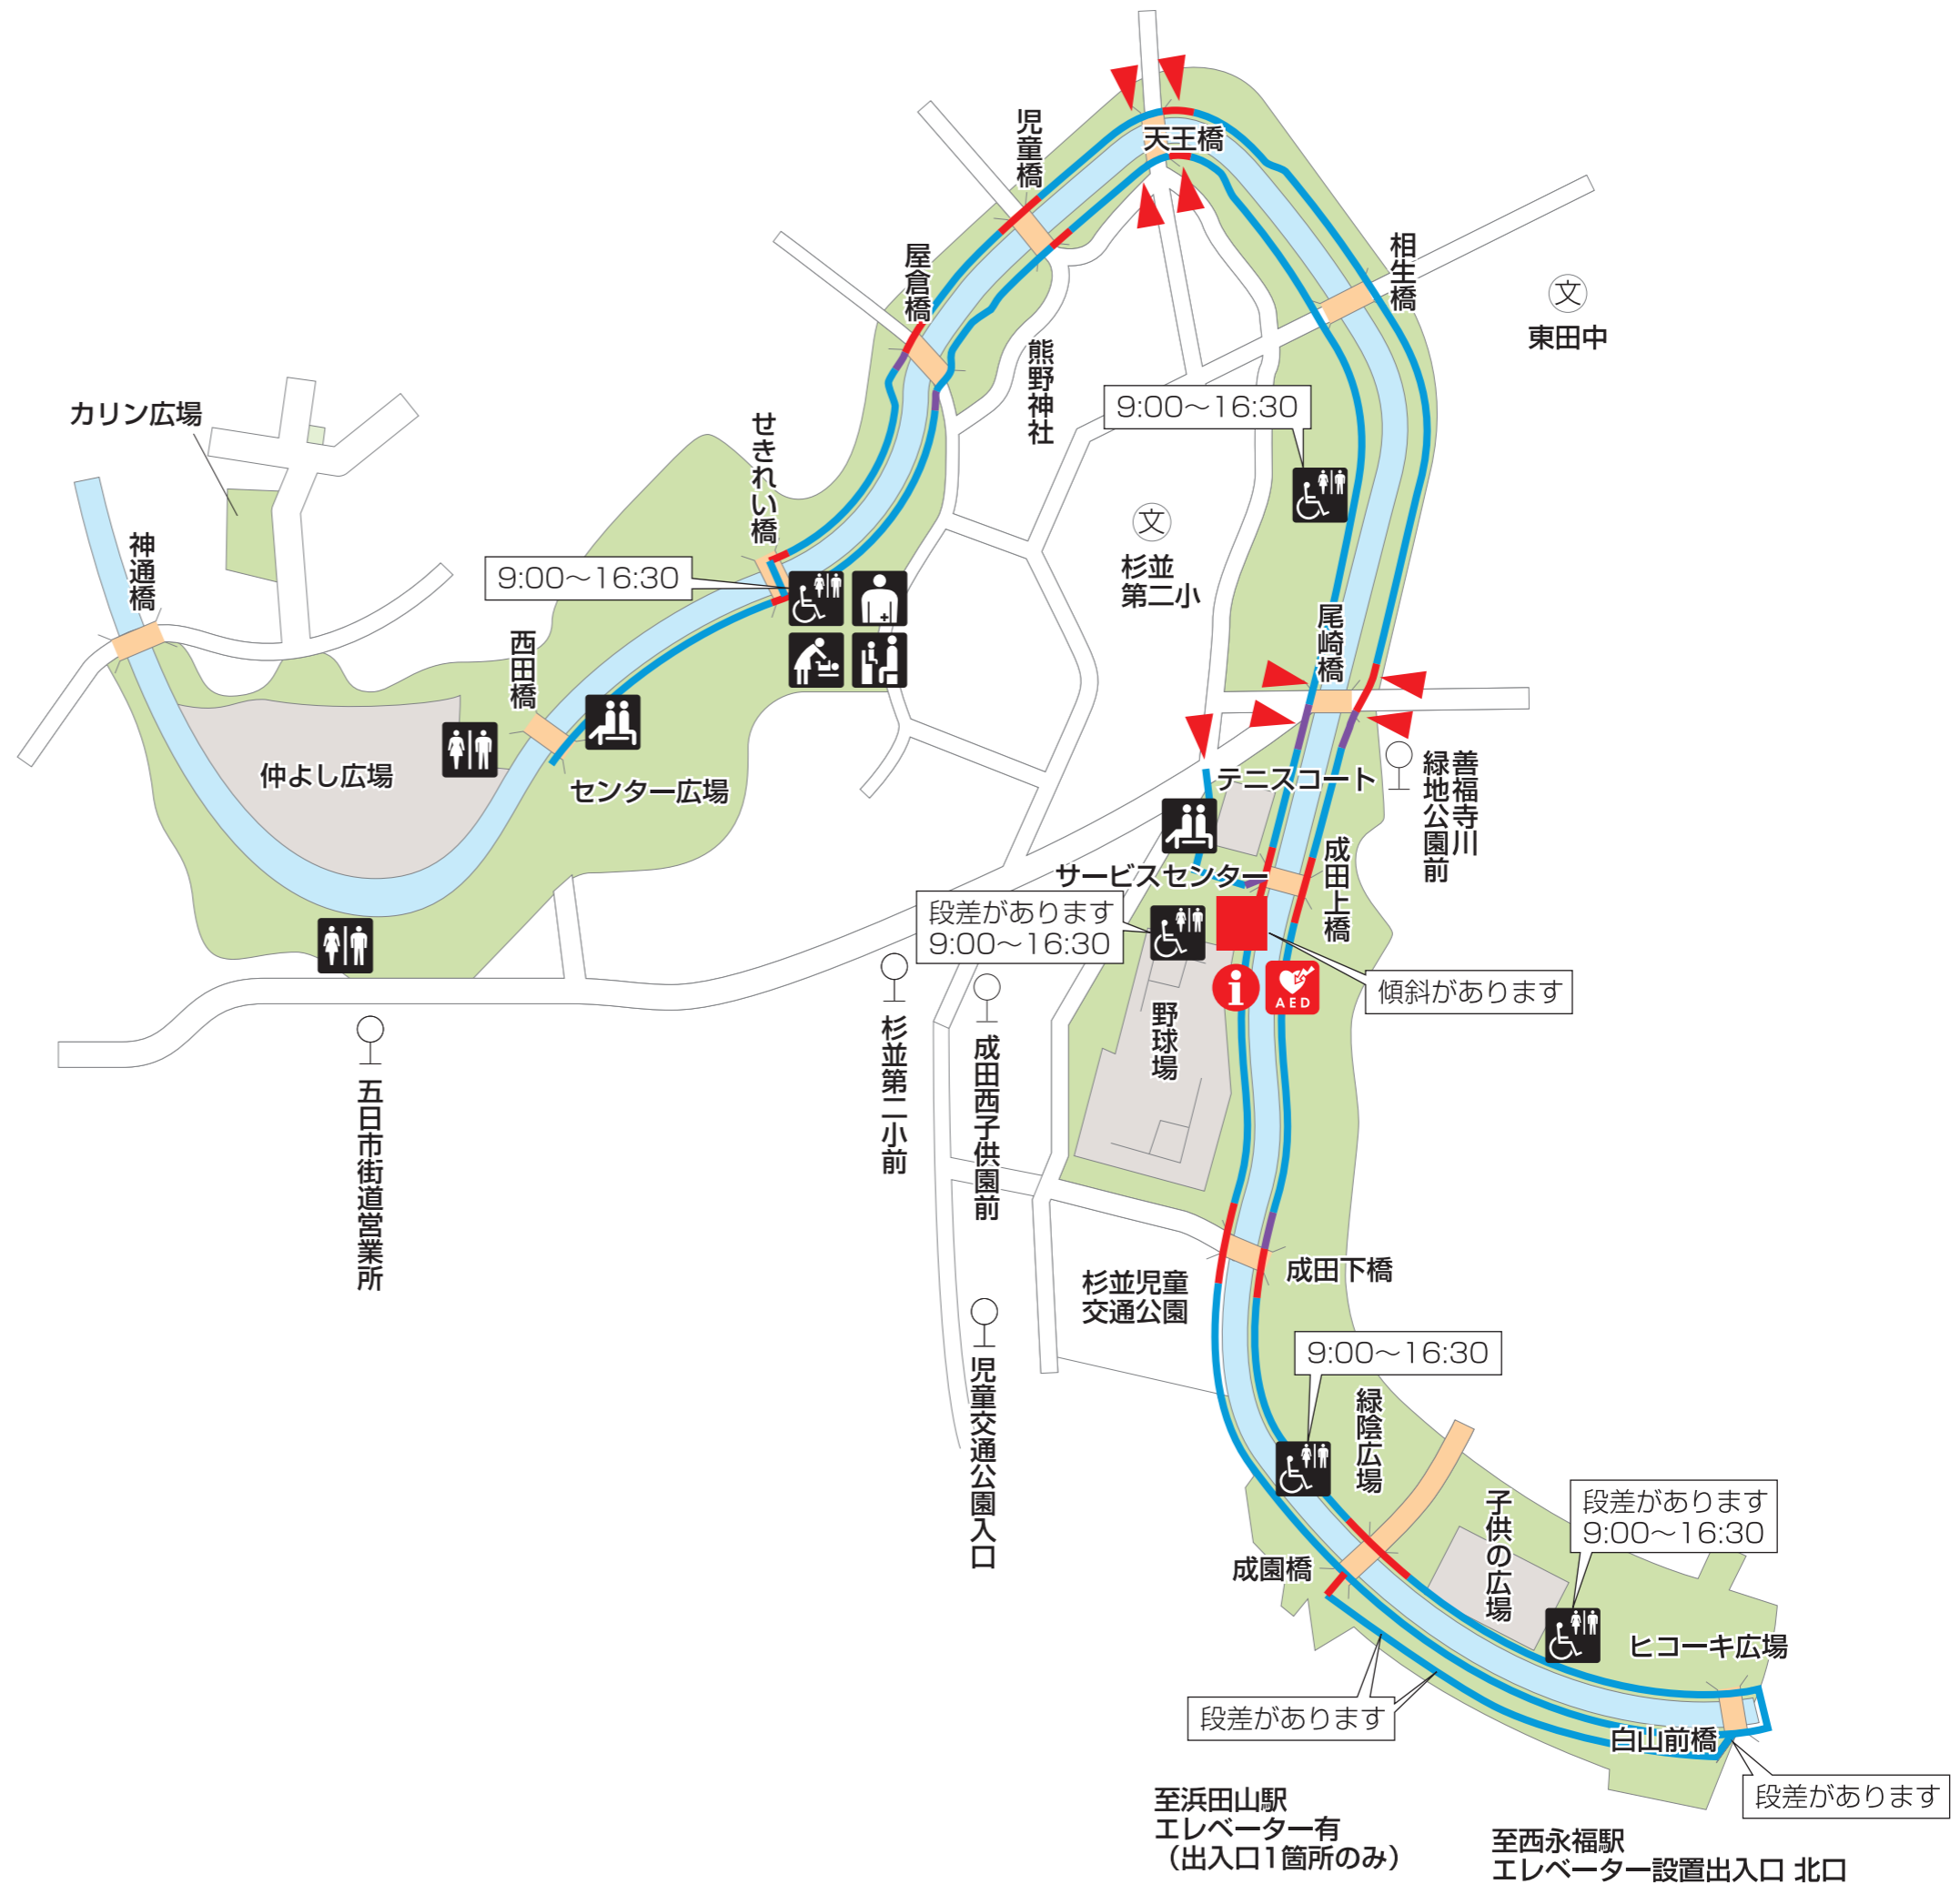 天王橋
児童橋
屋倉橋
相生橋
文
東田中
熊野神社
9:00〜16:30
カリン広場
せきれい橋
文
杉並
第二小
神通橋
9:00〜16:30
西田橋
尾崎橋
仲よし広場
センター広場
テニスコート
善福寺川
緑地公園前
成田上橋
サービスセンター
段差があります
9:00〜16:30
傾斜があります
i
AED
野球場
杉並第二小前
成田西子供園前
五日市街道営業所
成田下橋
杉並児童
交通公園
児童交通公園入口
9:00〜16:30
緑陰広場
子供の広場
段差があります
9:00〜16:30
成園橋
ヒコーキ広場
段差があります
白山前橋
段差があります
至浜田山駅
エレベーター有
（出入口1箇所のみ）
至西永福駅
エレベーター設置出入口 北口